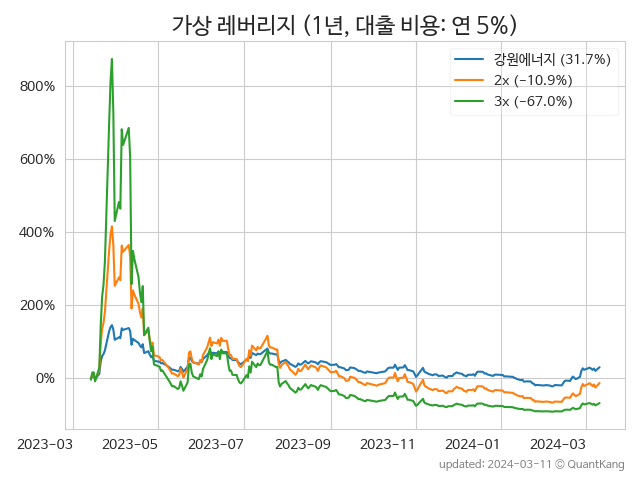 가상 레버리지 (1년, 대출 비용: 연 5%)
강원에너지 (31.7%)
2x (−10.9%)
3x (−67.0%)
800%
600%
400%
200%
0%
2023-03 2023-05 2023-07 2023-09 2023-11 2024-01 2024-03
updated: 2024-03-11 © QuantKang